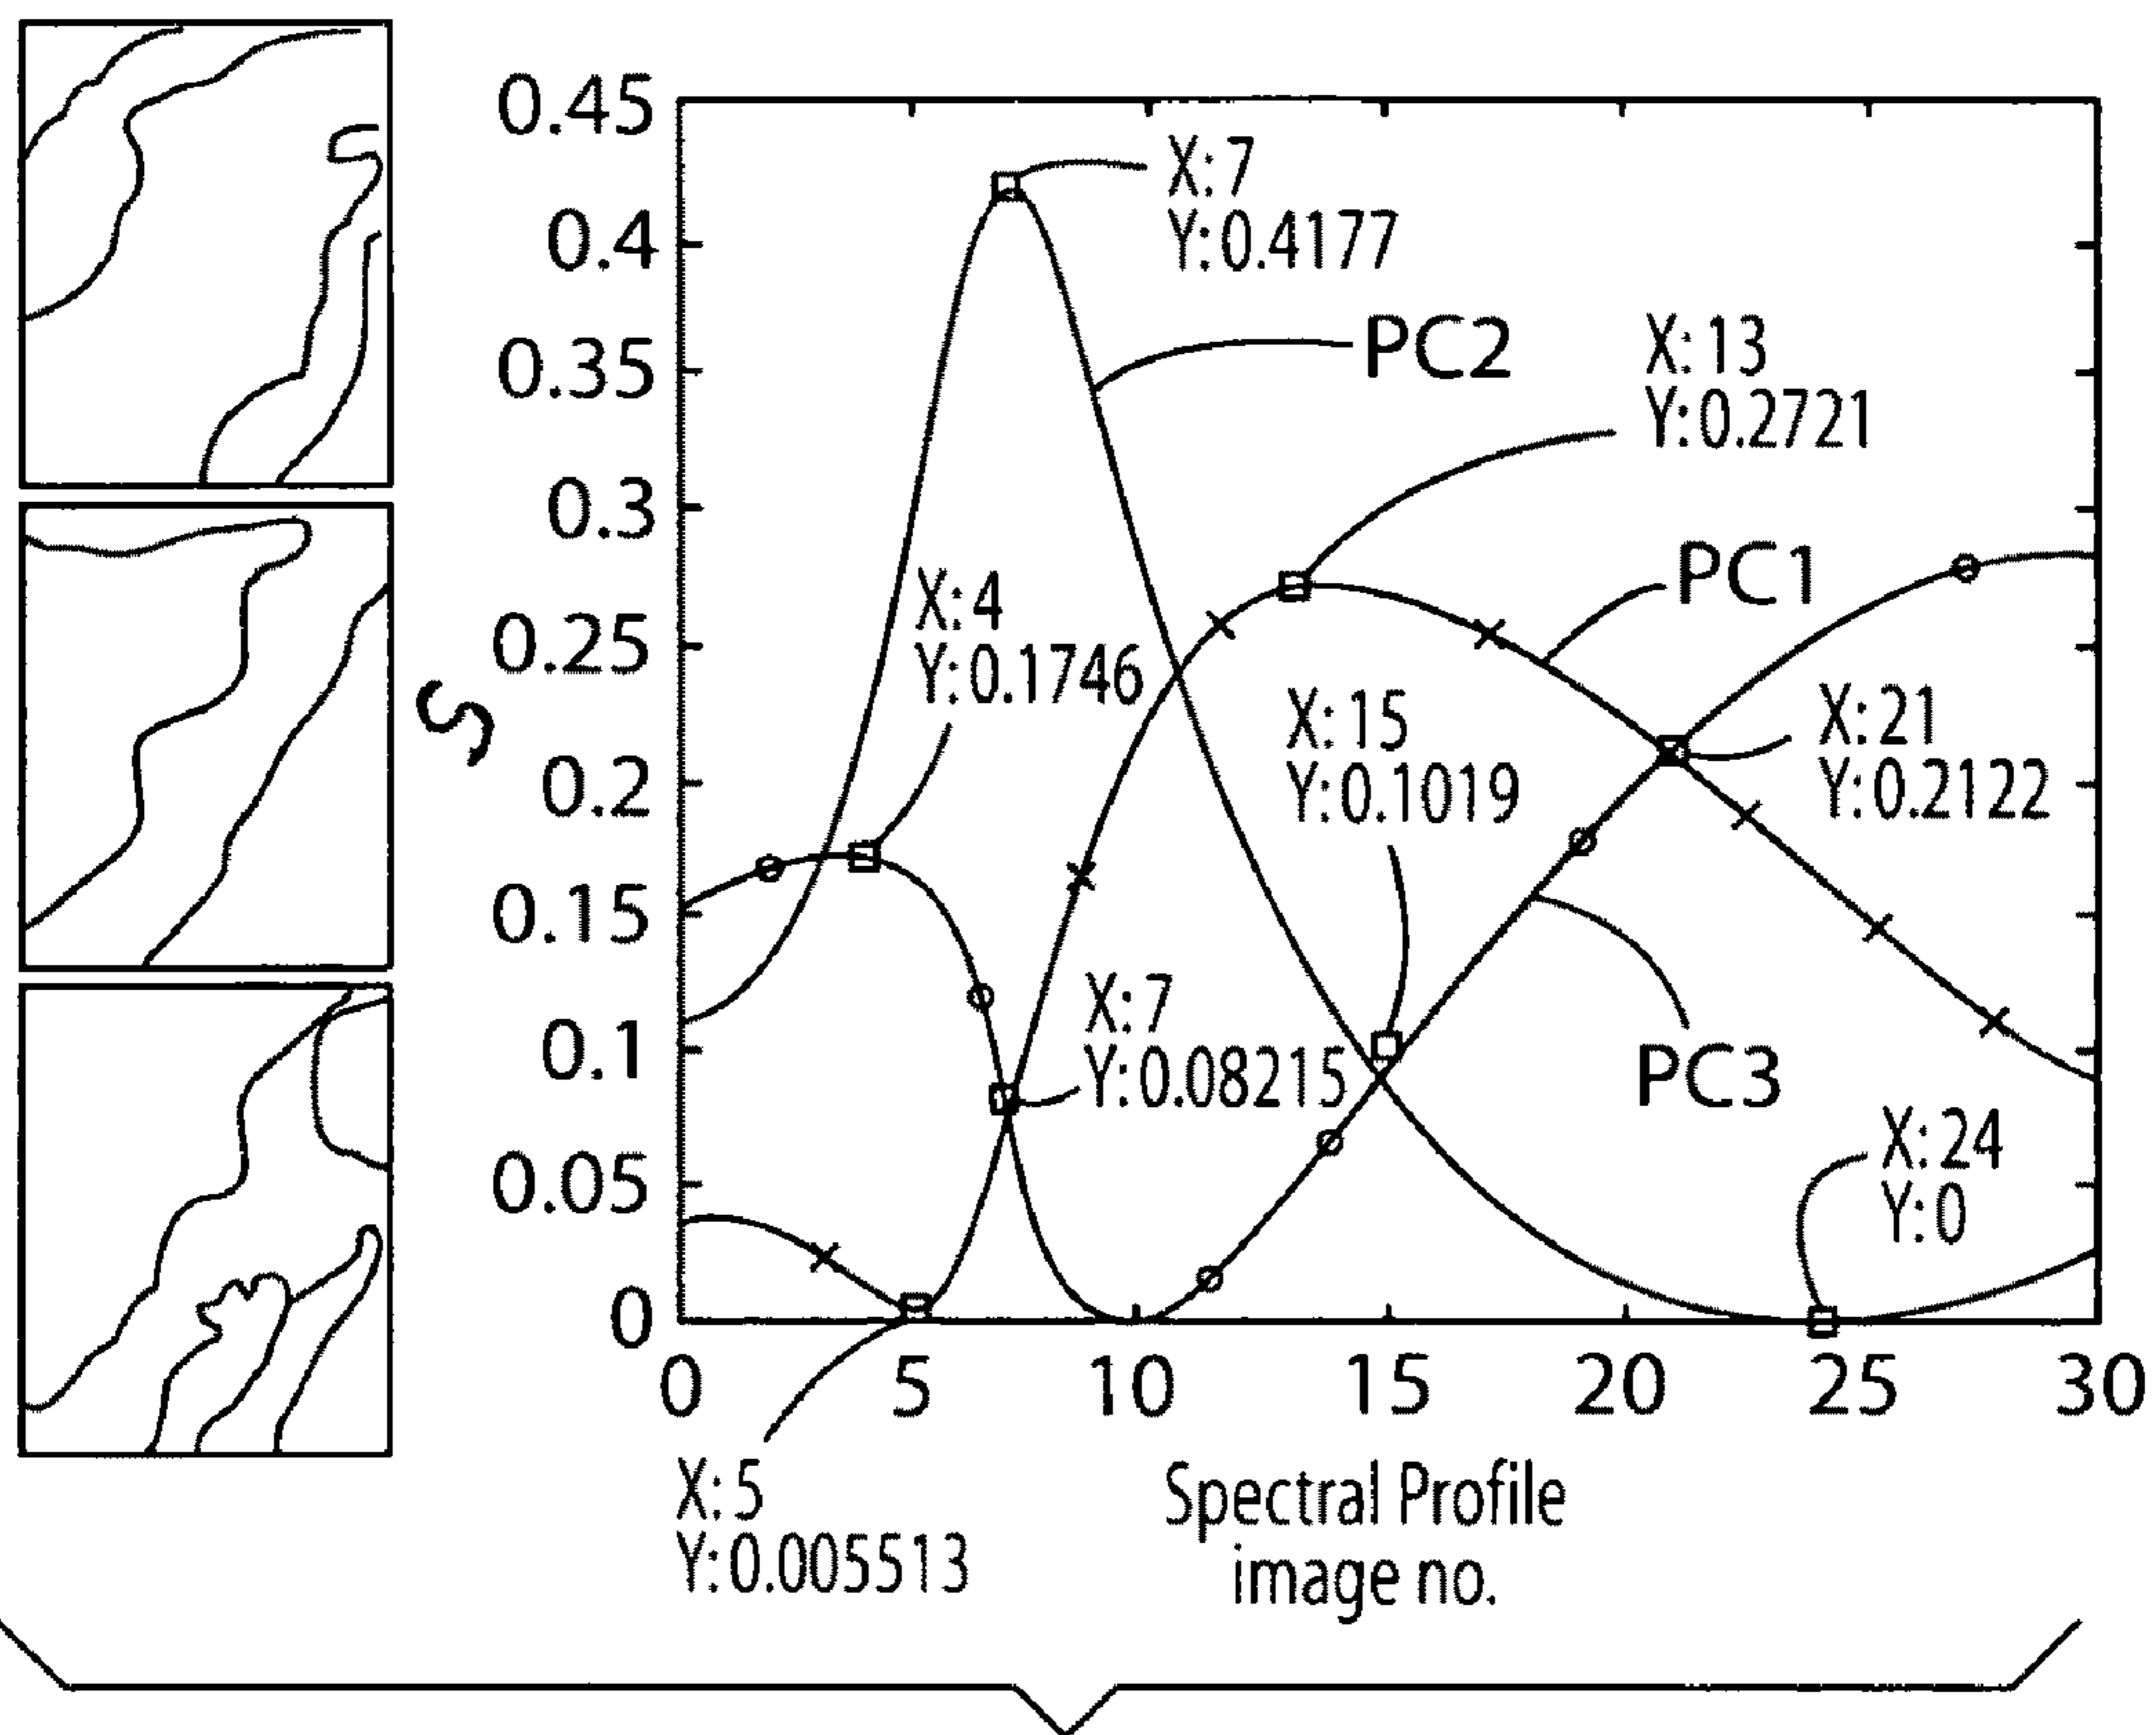 0.45
0.4
0.35
0.3
0.25
0.2
0.15
0.1
0.05
0
S
X: 7
Y: 0.4177
PC2
X: 13
Y: 0.2721
PC1
X: 4
Y: 0.1746
X: 15
Y: 0.1019
X: 21
Y: 0.2122
X: 7
Y: 0.08215
PC3
X: 24
Y: 0
0 5 10 15 20 25 30
X: 5
Y: 0.005513
Spectral Profile
image no.